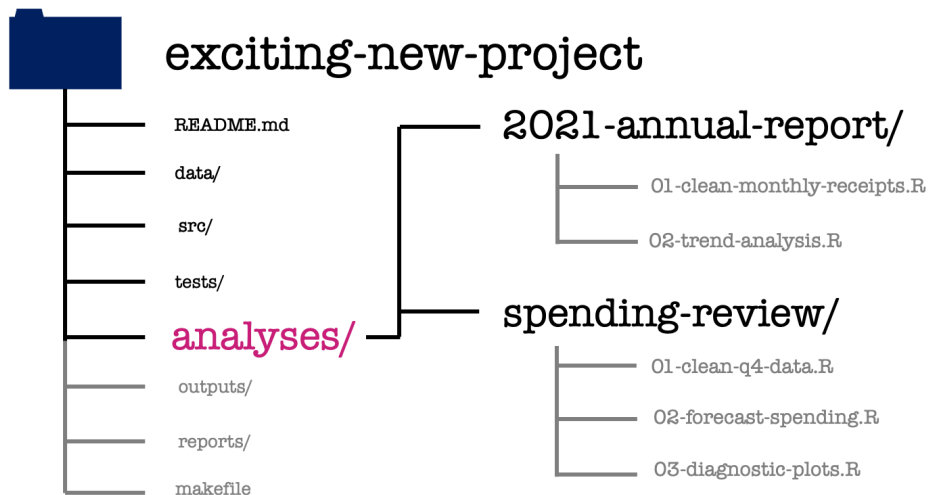 exciting-new-project
README.md
data/
src/
tests/
analyses/
outputs/
reports/
makefile
2021-annual-report/
01-clean-monthly-receipts.R
02-trend-analysis.R
spending-review/
01-clean-q4-data.R
02-forecast-spending.R
03-diagnostic-plots.R